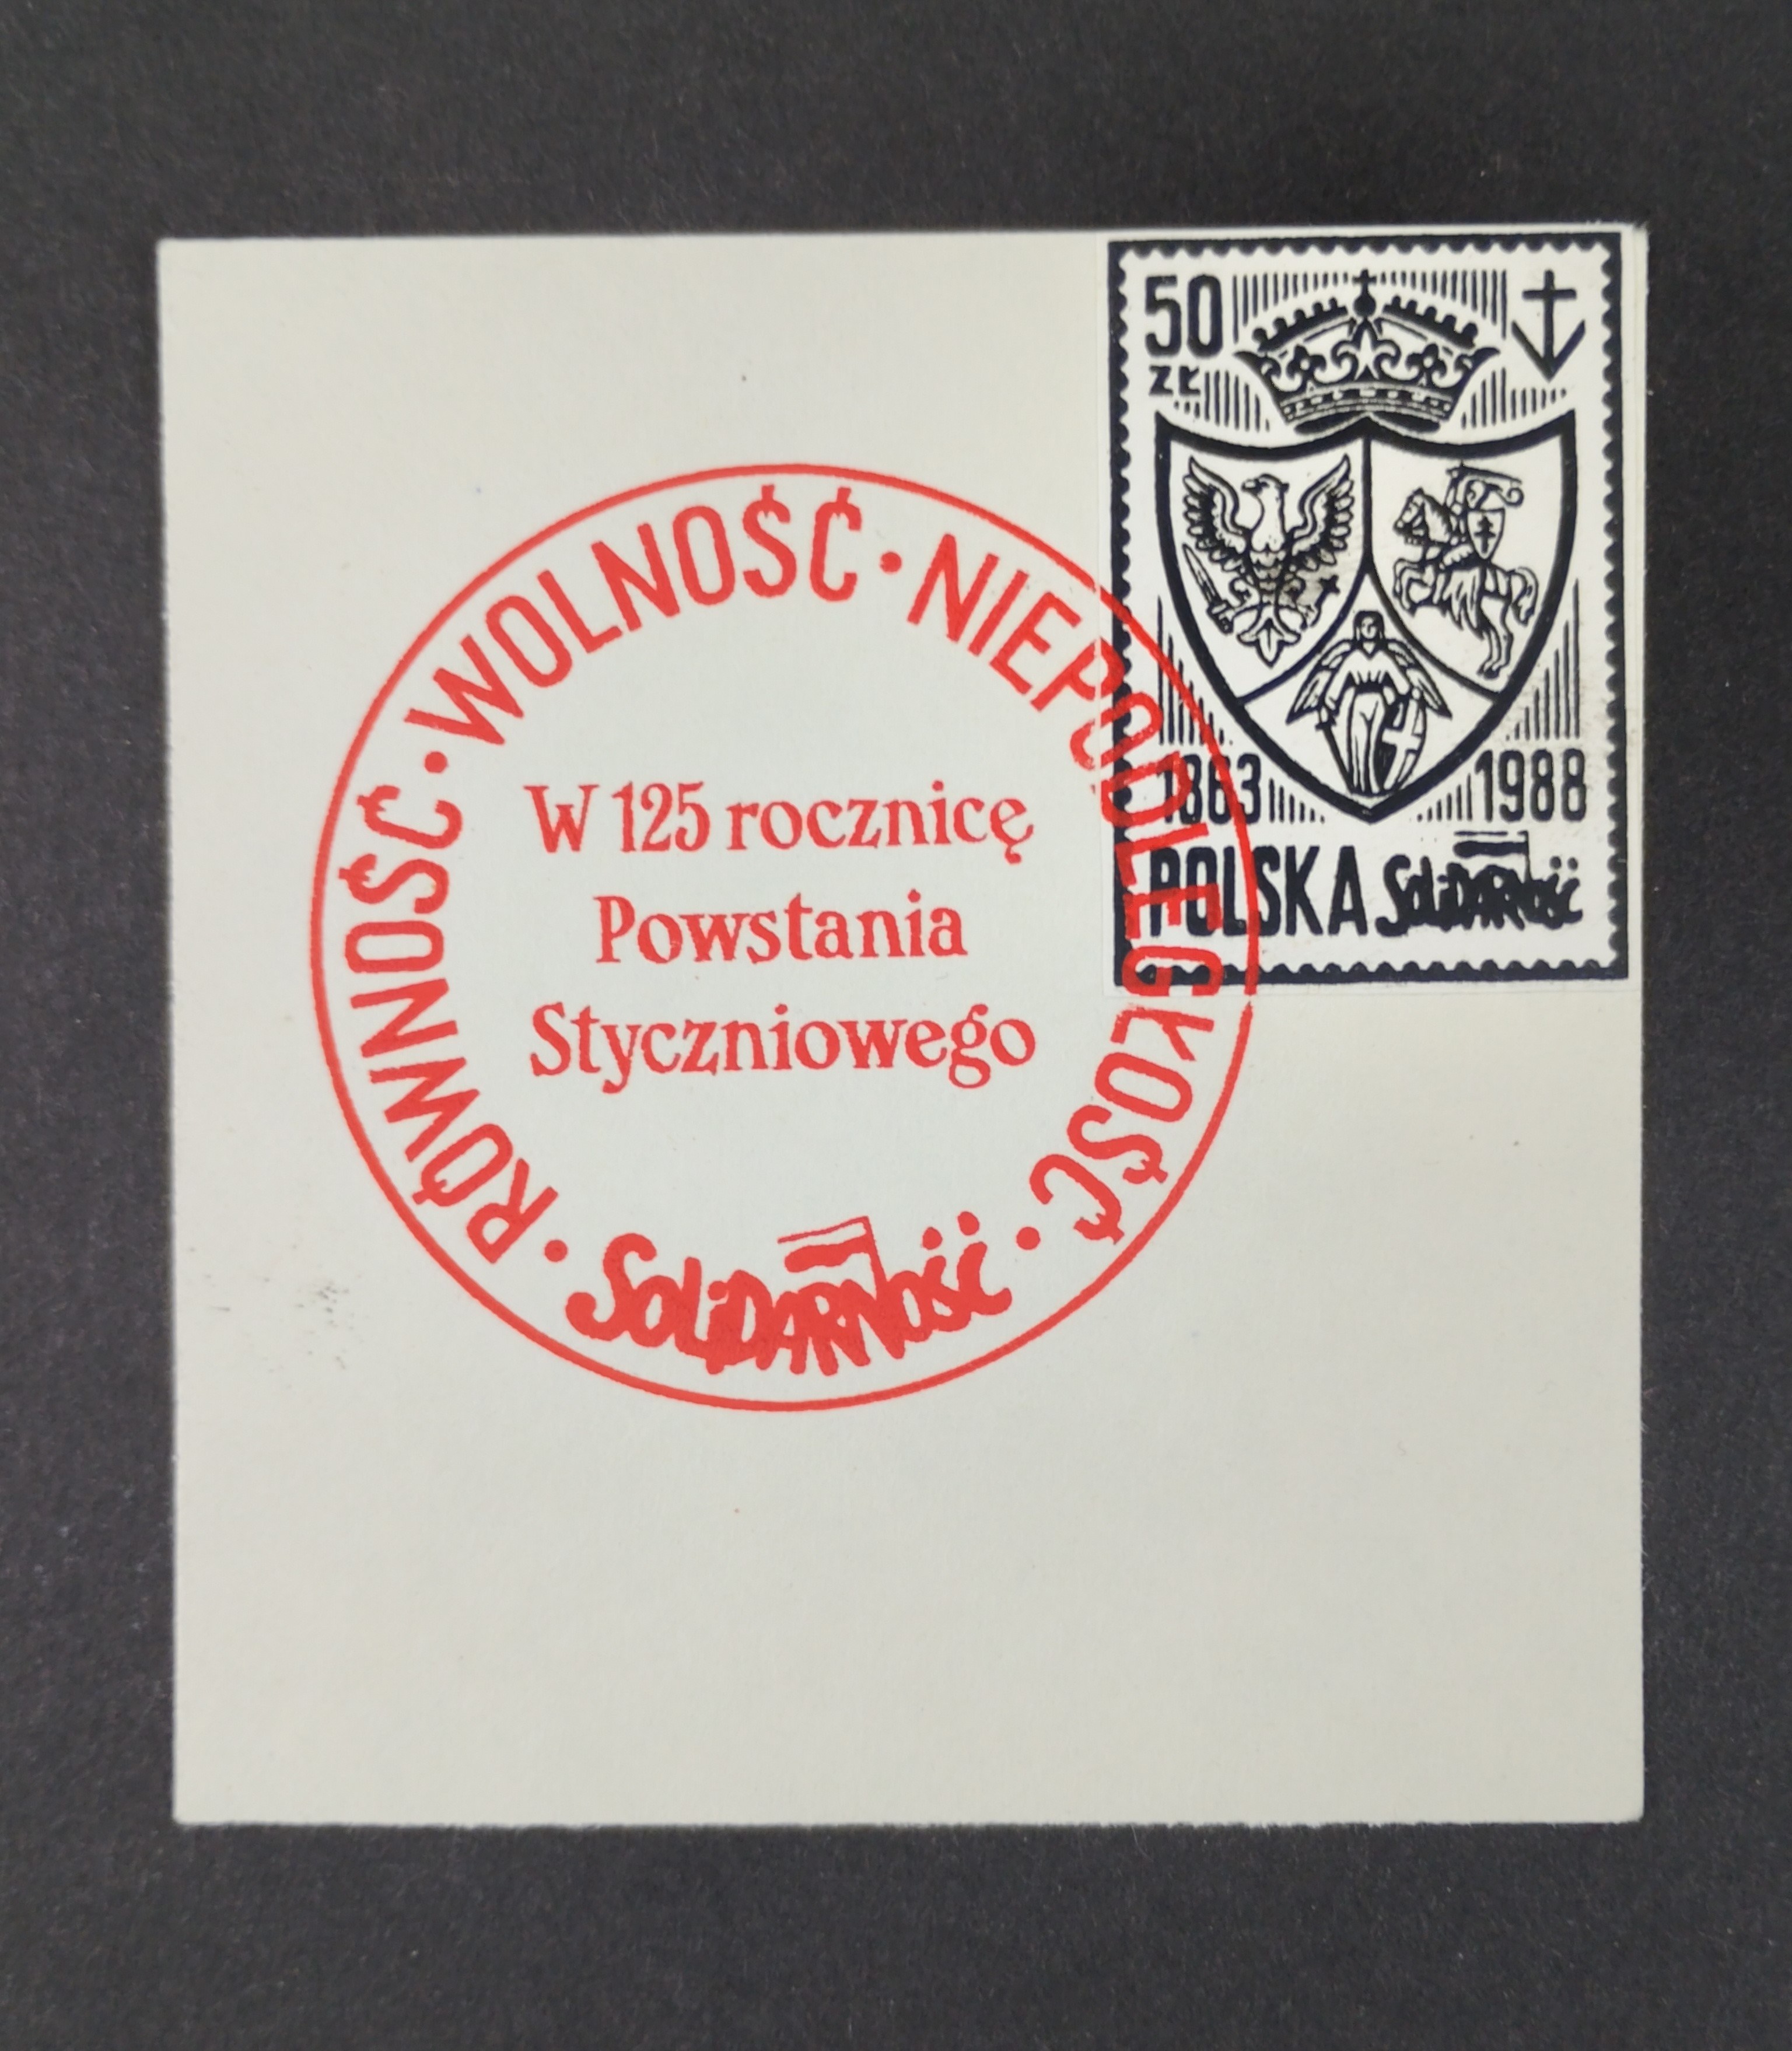 50
ZŁ
1863 1988
POLSKA SOLiDARNOŚĆ
RÓWNOŚĆ · WOLNOŚĆ · NIEPODLEGŁOŚĆ ·
W 125 rocznicę
Powstania
Styczniowego
SOLiDARNOŚĆ